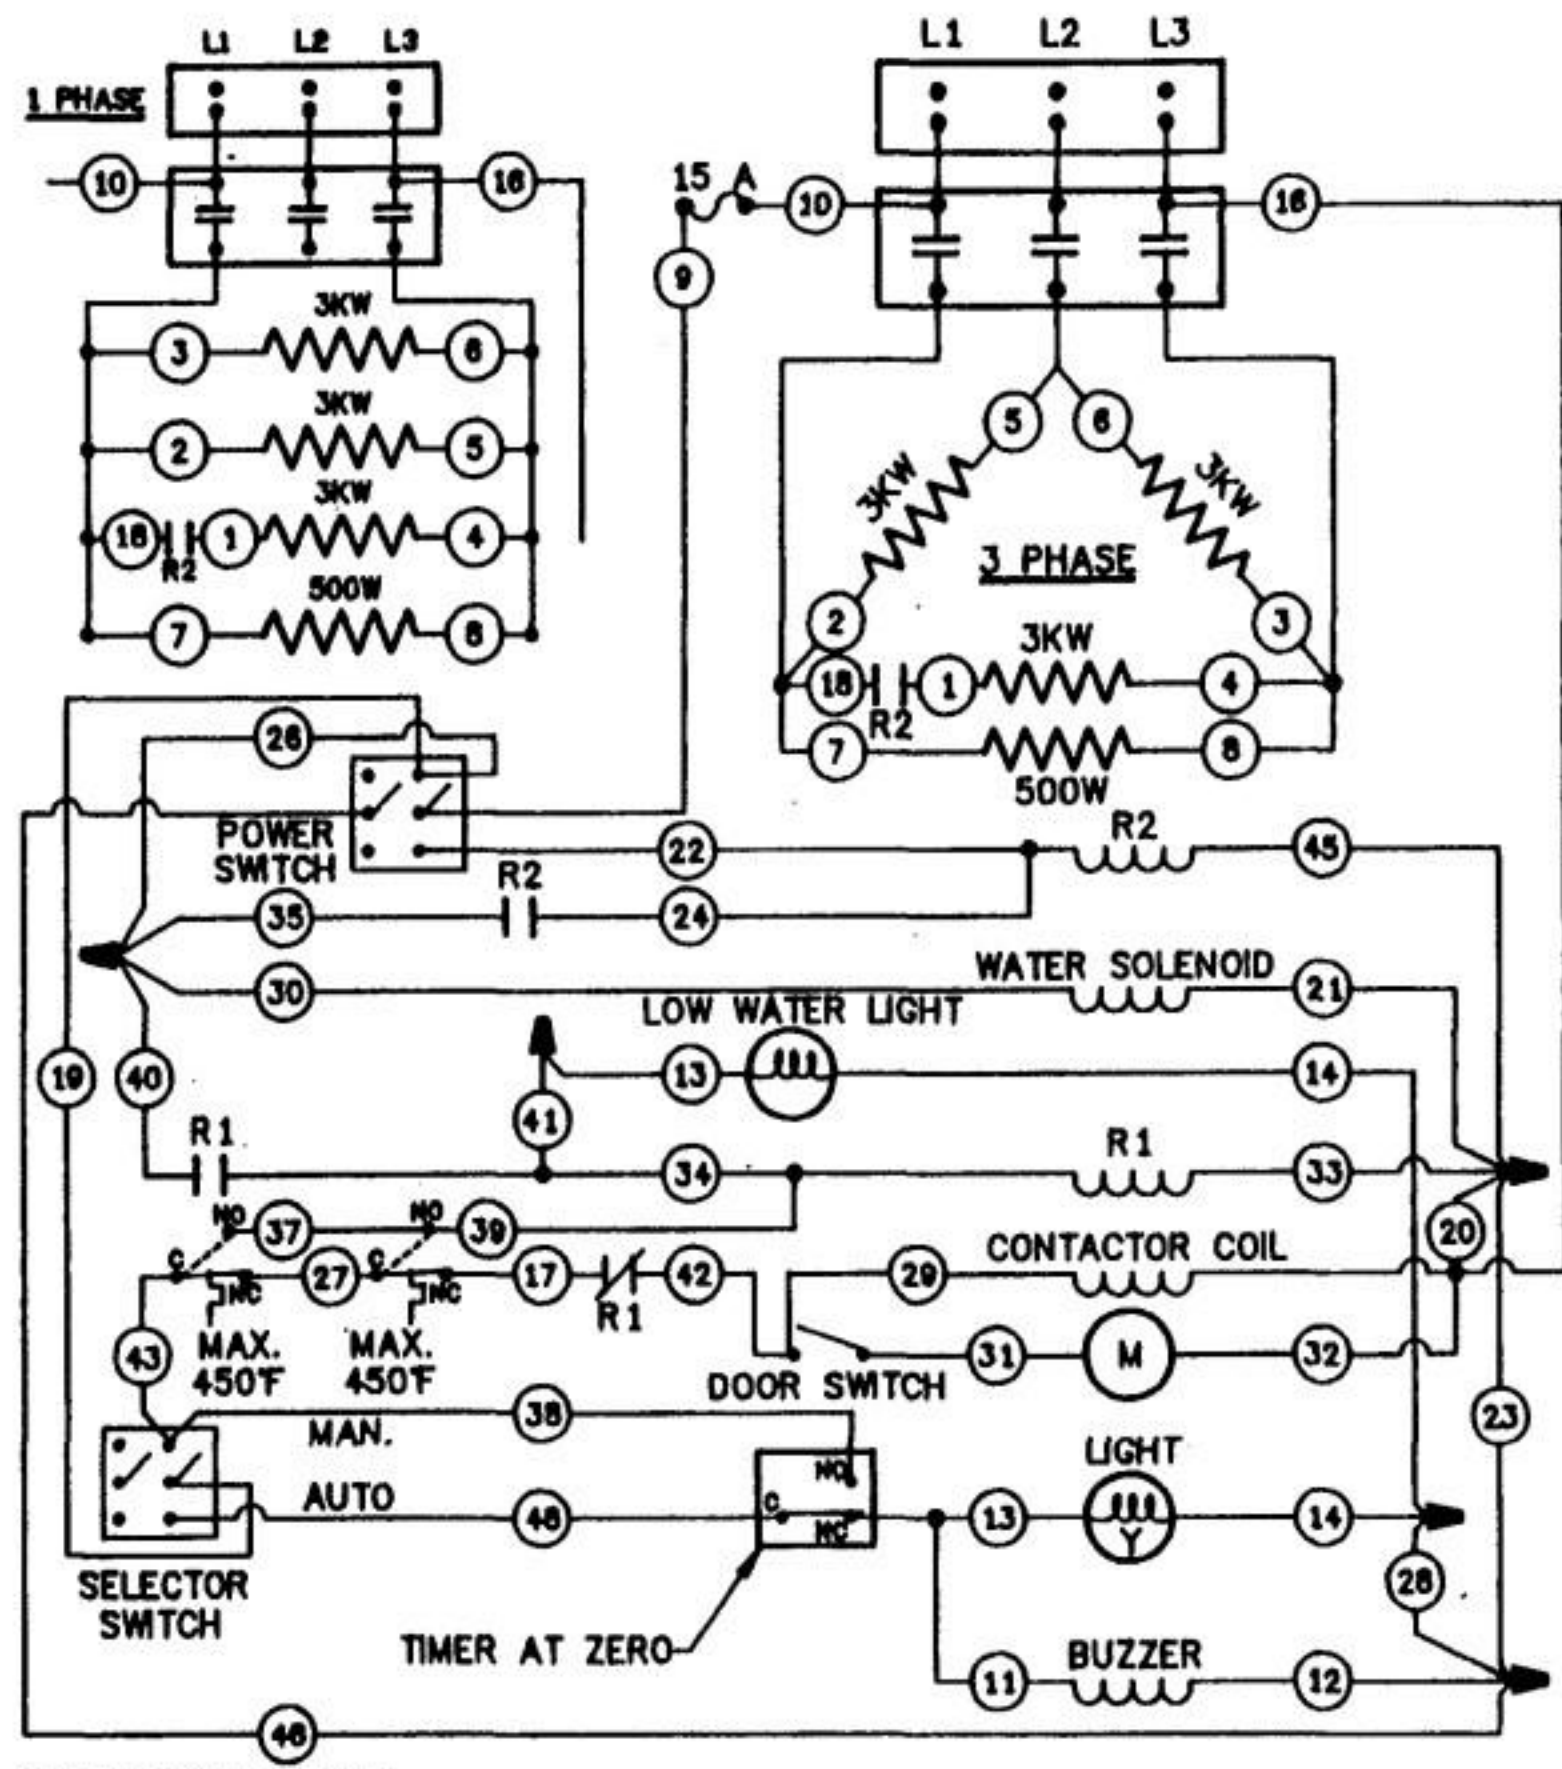 L1 L2 L3
1 PHASE
10 16
3KW
3 6
3KW
2 5
3KW
18 R2 1 4
500W
7 8
L1 L2 L3
15 A 10 16
9
5 6
3KW 3KW
3 PHASE
2 3
3KW
18 R2 1 4
7 8
500W
26
POWER
SWITCH
22 R2 45
R2
35 24
WATER SOLENOID
30 21
LOW WATER LIGHT
19 40 13 14
41
R1 34 R1 33
NO 37 NO 39 20
C NC 27 C NC 17 R1 42 29 CONTACTOR COIL
MAX.
450°F
MAX.
450°F
43 DOOR SWITCH 31 M 32
MAN. 38 23
AUTO 48
NO
C
NC
LIGHT
13 Y 14
SELECTOR
SWITCH
28
TIMER AT ZERO
BUZZER
11 12
46